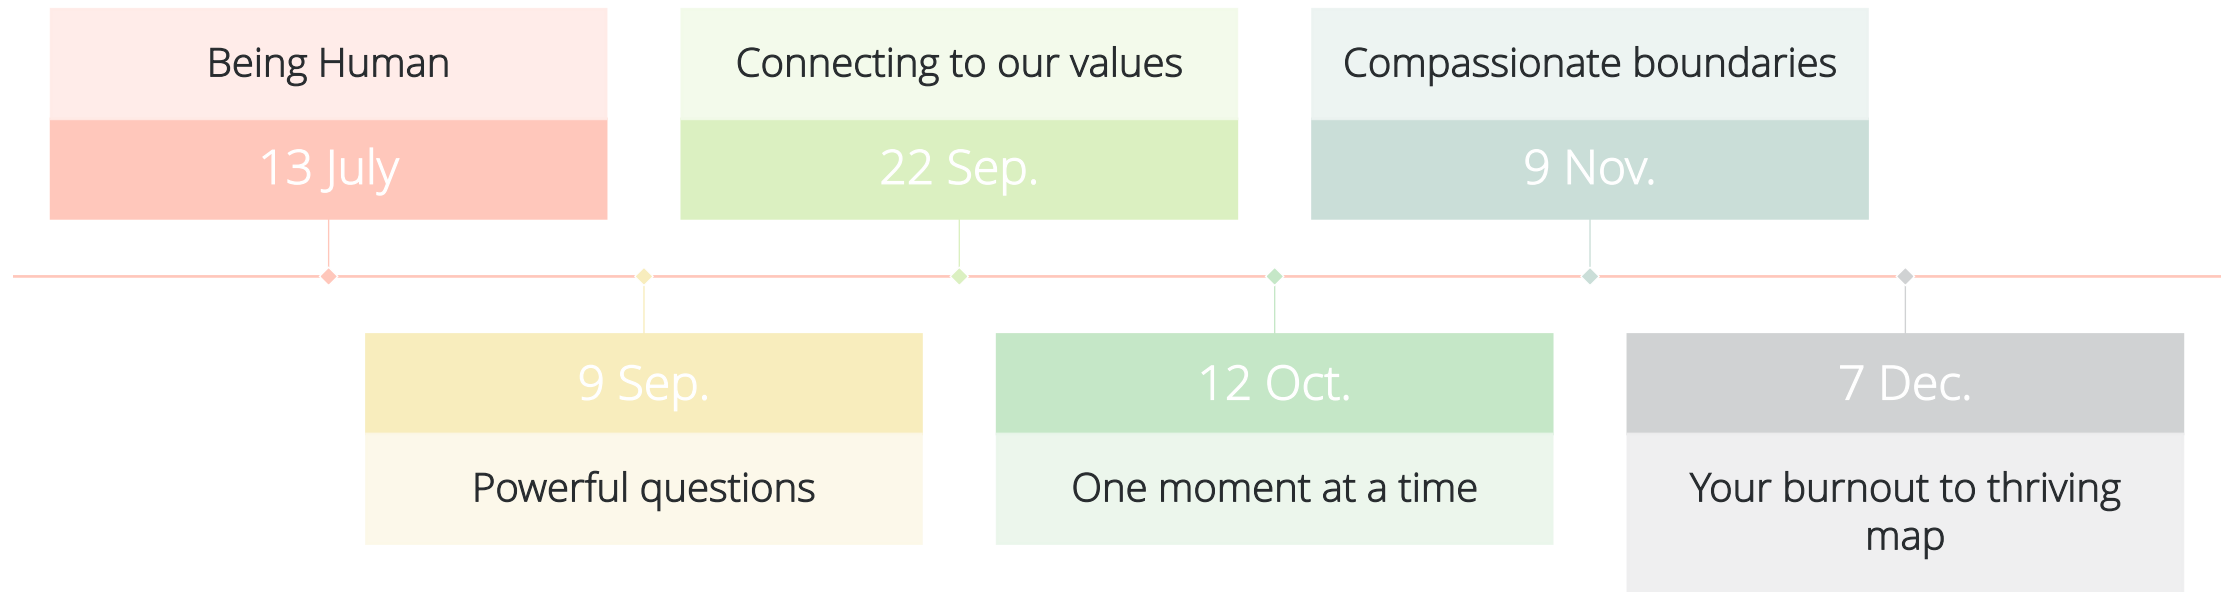 Being Human
13 July
9 Sep.
Powerful questions
Connecting to our values
22 Sep.
12 Oct.
One moment at a time
Compassionate boundaries
9 Nov.
7 Dec.
Your burnout to thriving
map